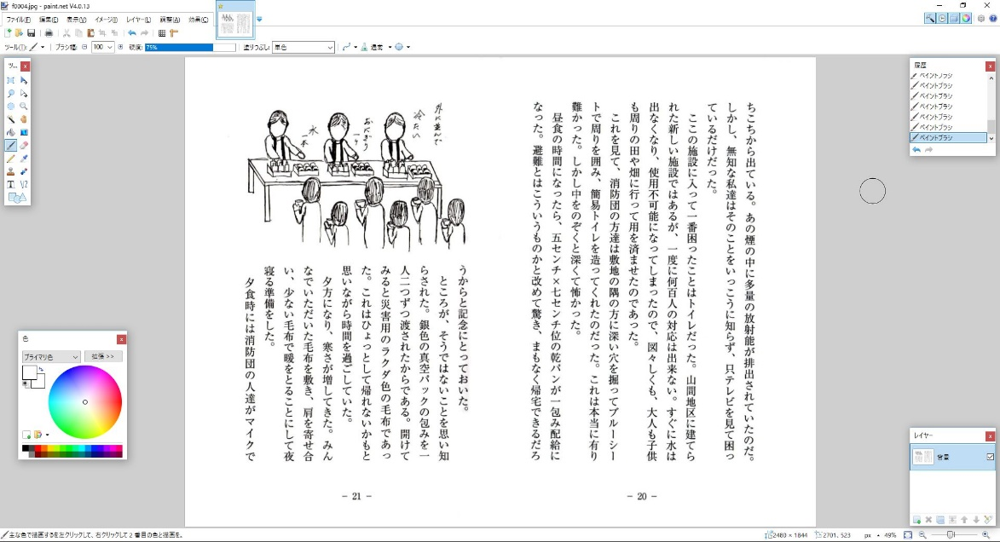 f0004.jpg - paint.net V4.0.13
ファイル(F) 編集(E) 表示(V) イメージ(I) レイヤー(L) 調整(A) 効果(C)
ツール(T): ブラシ幅: 100 硬度: 75% 塗りつぶし: 単色 通常
ツ...
履歴
ペイントブラシ
ペイントブラシ
ペイントブラシ
ペイントブラシ
ペイントブラシ
ペイントブラシ
ペイントブラシ
ちこちから出ている。あの煙の中に多量の放射能が排出されていたのだ。
しかし、無知な私達はそのことをいっこうに知らず、只テレビを見て困っ
ているだけだった。
ここの施設に入って一番困ったことはトイレだった。山間地区に建てら
れた新しい施設ではあるが、一度に何百人の対応は出来ない。すぐに水は
出なくなり、使用不可能になってしまったので、図々しくも、大人も子供
も周りの田や畑に行って用を済ませたのであった。
これを見て、消防団の方達は敷地の隅の方に深い穴を掘ってブルーシー
トで周りを囲み、簡易トイレを造ってくれたのだった。これは本当に有り
難かった。しかし中をのぞくと深くて怖かった。
昼食の時間になったら、五センチ×七センチ位の乾パンが一包み配給に
なった。避難とはこういうものかと改めて驚き、まもなく帰宅できるだろ
- 20 -
外に並んで
冷たい
おにぎり
一ケ
水
一本
うからと記念にとっておいた。
ところが、そうではないことを思い知
らされた。銀色の真空パックの包みを一
人二つずつ渡されたからである。開けて
みると災害用のラクダ色の毛布であっ
た。これはひょっとして帰れないかもと
思いながら時間を過ごしていた。
夕方になり、寒さが増してきた。みん
なでいただいた毛布を敷き、肩を寄せ合
い、少ない毛布で暖をとることにして夜
寝る準備をした。
夕食時には消防団の人達がマイクで
- 21 -
色
プライマリ色 拡張 >>
レイヤー
背景
主な色で描画するを左クリックして、右クリックして 2 番目の色と描画を。
2480 × 1844 2701, 523 px 49%